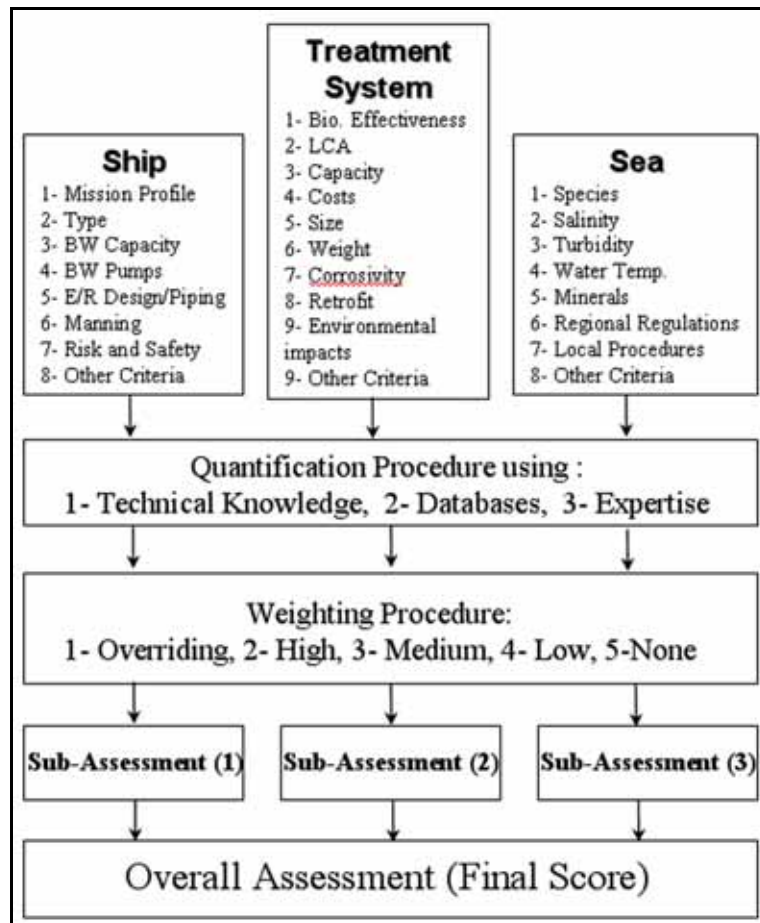 Ship
1- Mission Profile
2- Type
3- BW Capacity
4- BW Pumps
5- E/R Design/Piping
6- Manning
7- Risk and Safety
8- Other Criteria
Treatment
System
1- Bio. Effectiveness
2- LCA
3- Capacity
4- Costs
5- Size
6- Weight
7- Corrosivity
8- Retrofit
9- Environmental
impacts
9- Other Criteria
Sea
1- Species
2- Salinity
3- Turbidity
4- Water Temp.
5- Minerals
6- Regional Regulations
7- Local Procedures
8- Other Criteria
Quantification Procedure using :
1- Technical Knowledge, 2- Databases, 3- Expertise
Weighting Procedure:
1- Overriding, 2- High, 3- Medium, 4- Low, 5-None
Sub-Assessment (1)
Sub-Assessment (2)
Sub-Assessment (3)
Overall Assessment (Final Score)